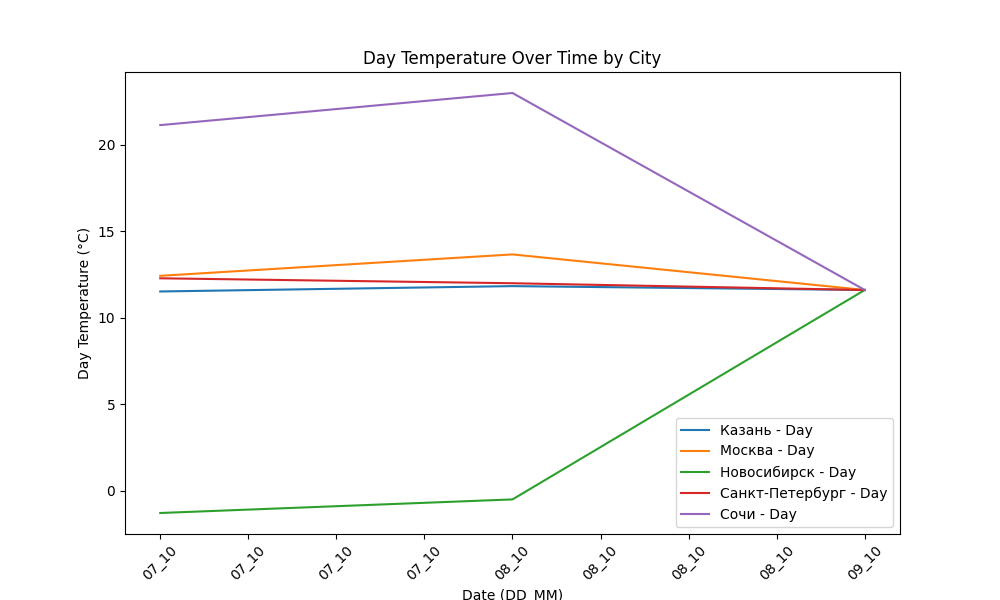 Day Temperature Over Time by City
Day Temperature (°C)
20
15
10
5
0
Казань - Day
Москва - Day
Новосибирск - Day
Санкт-Петербург - Day
Сочи - Day
07_10 07_10 07_10 07_10 08_10 08_10 08_10 08_10 09_10
Date (DD_MM)